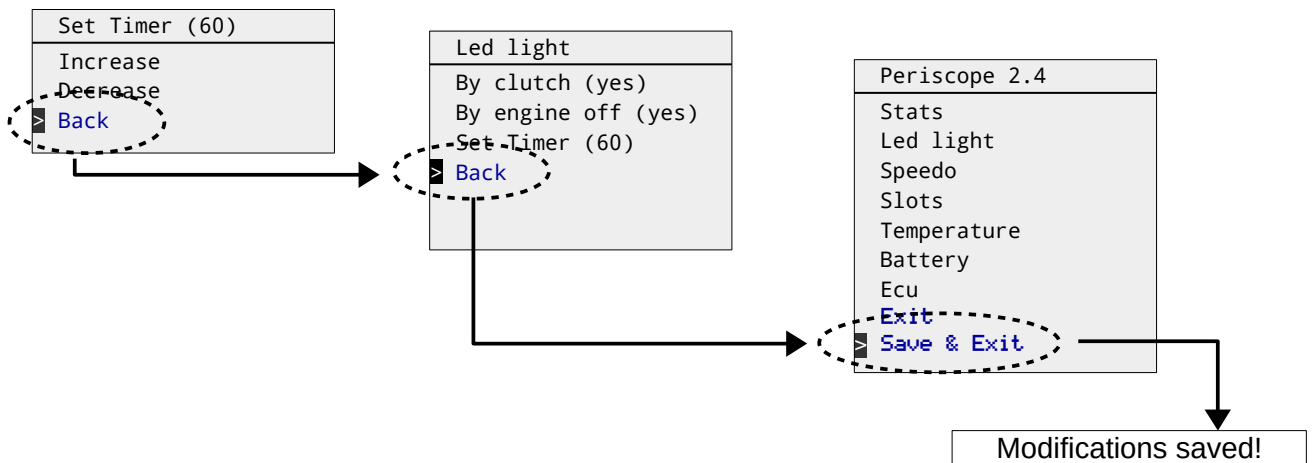 Set Timer (60)
Increase
Decrease
> Back
Led light
By clutch (yes)
By engine off (yes)
Set Timer (60)
> Back
Periscope 2.4
Stats
Led light
Speedo
Slots
Temperature
Battery
Ecu
Exit
> Save & Exit
Modifications saved!